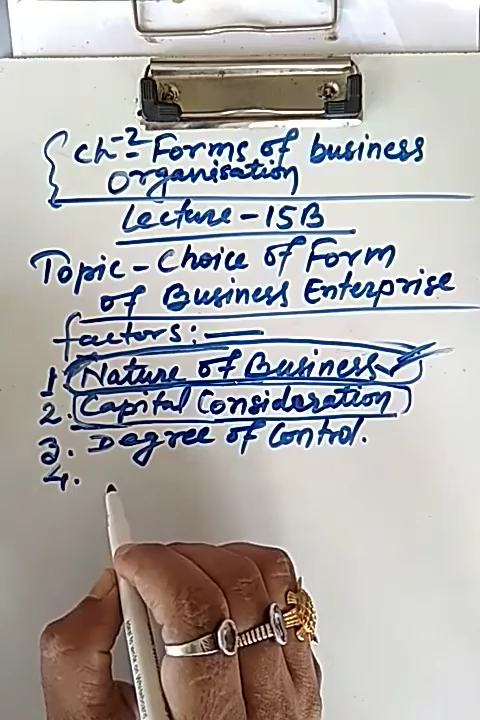 Ch-2- Forms of business
Organisation
Lecture-15B
Topic-Choice of Form
of Business Enterprise
factors:-
1. Nature of Business
2. Capital Consideration
3. Degree of Control.
4.